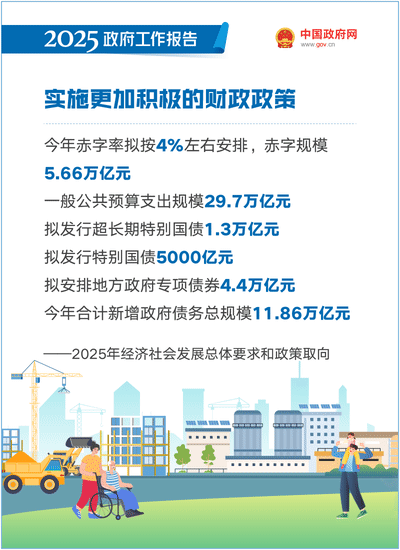 2025政府工作报告
中国政府网
www.gov.cn
实施更加积极的财政政策
今年赤字率拟按4%左右安排，赤字规模
5.66万亿元
一般公共预算支出规模29.7万亿元
拟发行超长期特别国债1.3万亿元
拟发行特别国债5000亿元
拟安排地方政府专项债券4.4万亿元
今年合计新增政府债务总规模11.86万亿元
——2025年经济社会发展总体要求和政策取向